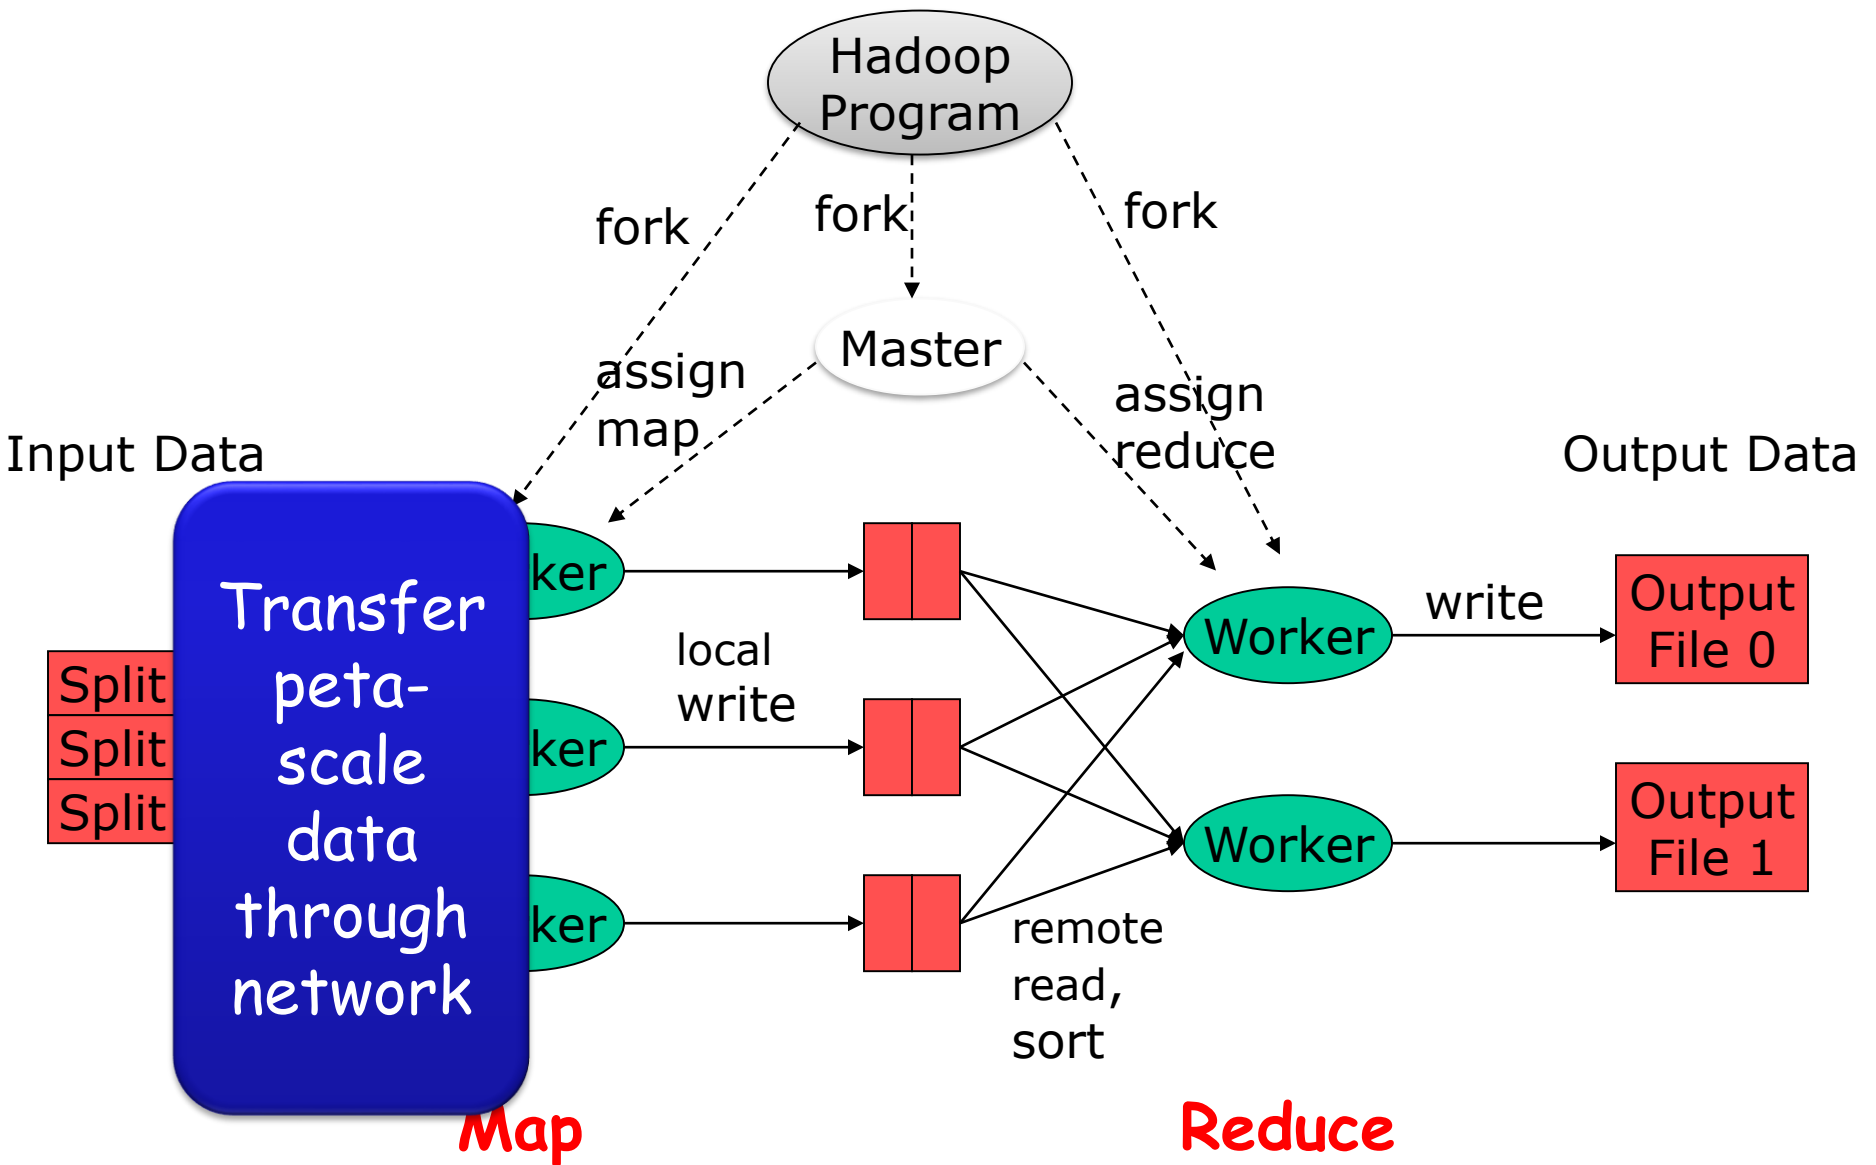 Hadoop
Program
fork
fork
fork
Master
assign
map
assign
reduce
Input Data
Output Data
Split
Split
Split
Transfer
peta-
scale
data
through
network
ker
ker
ker
local
write
remote
read,
sort
Worker
Worker
write
Output
File 0
Output
File 1
Map
Reduce